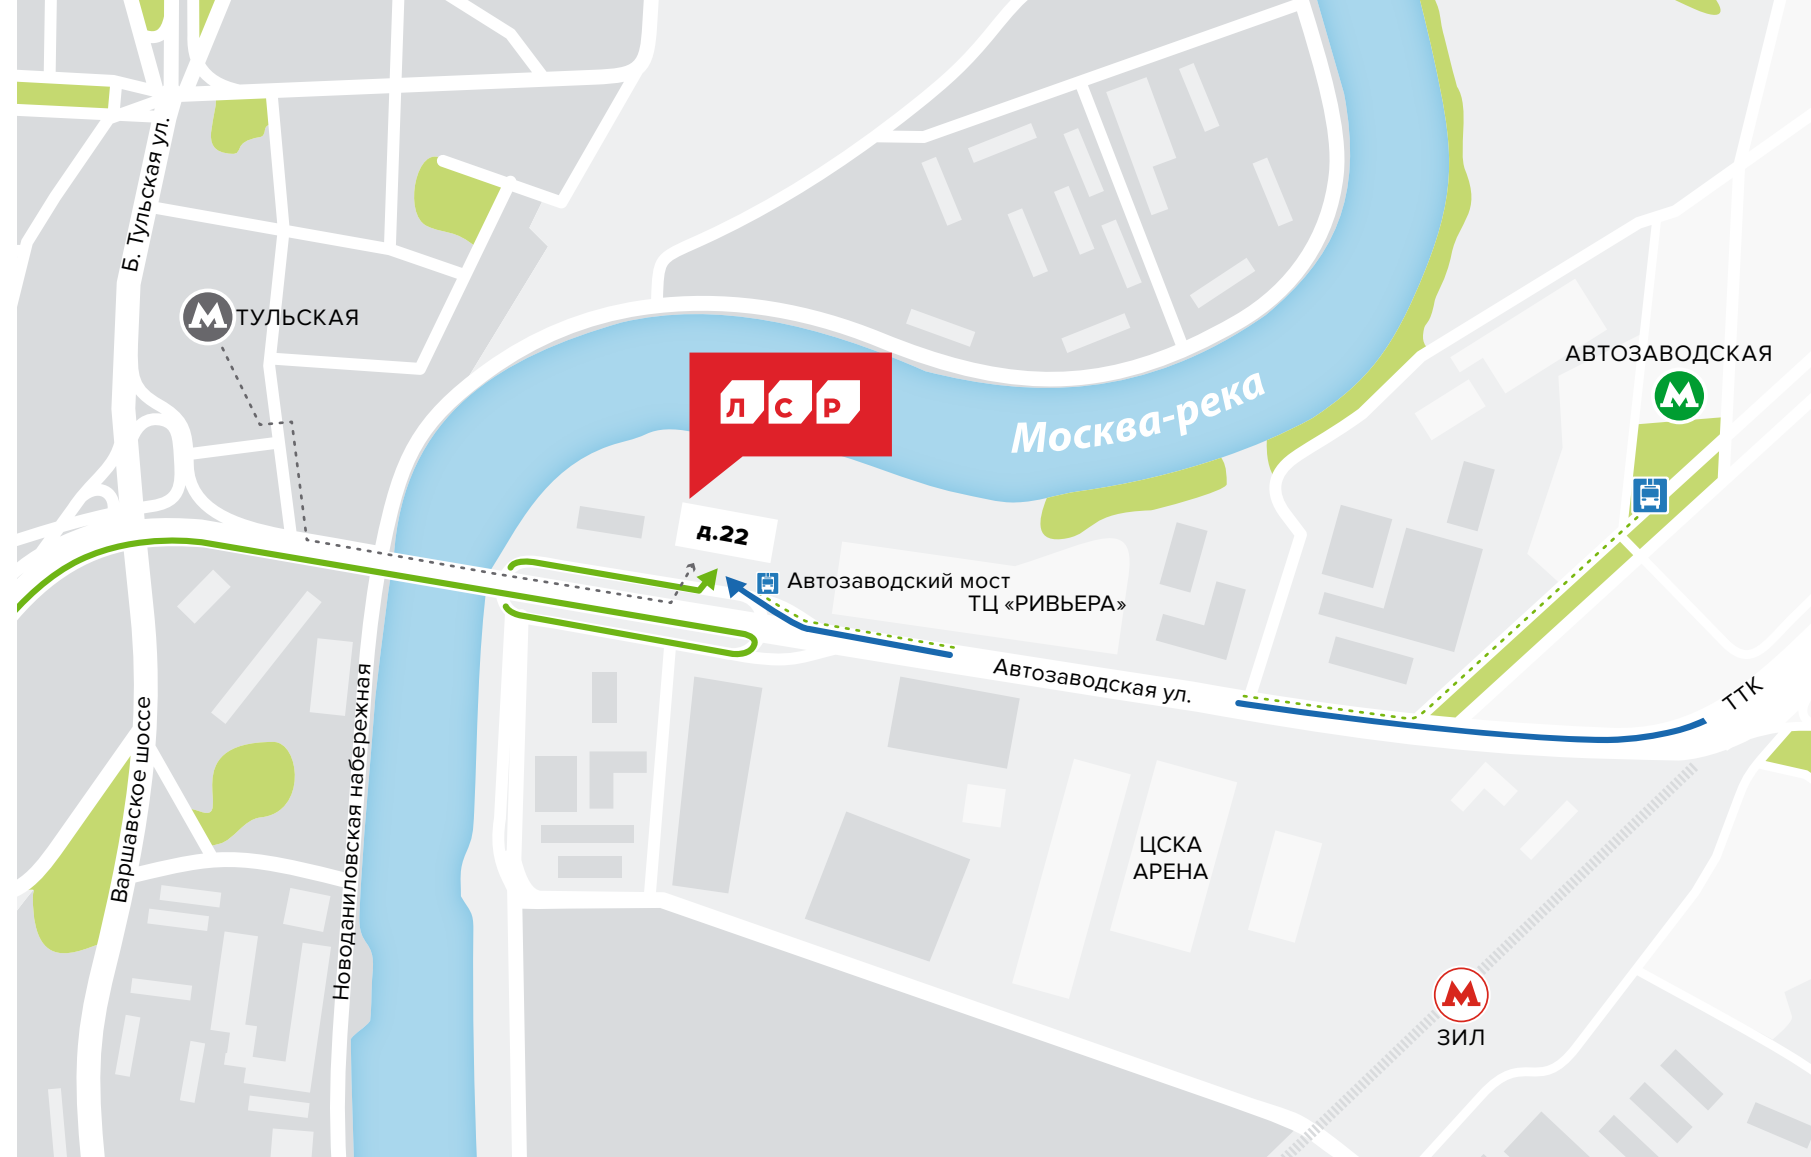 Б. Тульская ул.
М ТУЛЬСКАЯ
ЛСР
Москва-река
АВТОЗАВОДСКАЯ
М
д.22
Автозаводский мост
ТЦ «РИВЬЕРА»
Автозаводская ул.
ТТК
Варшавское шоссе
Новоданиловская набережная
ЦСКА
АРЕНА
М
ЗИЛ